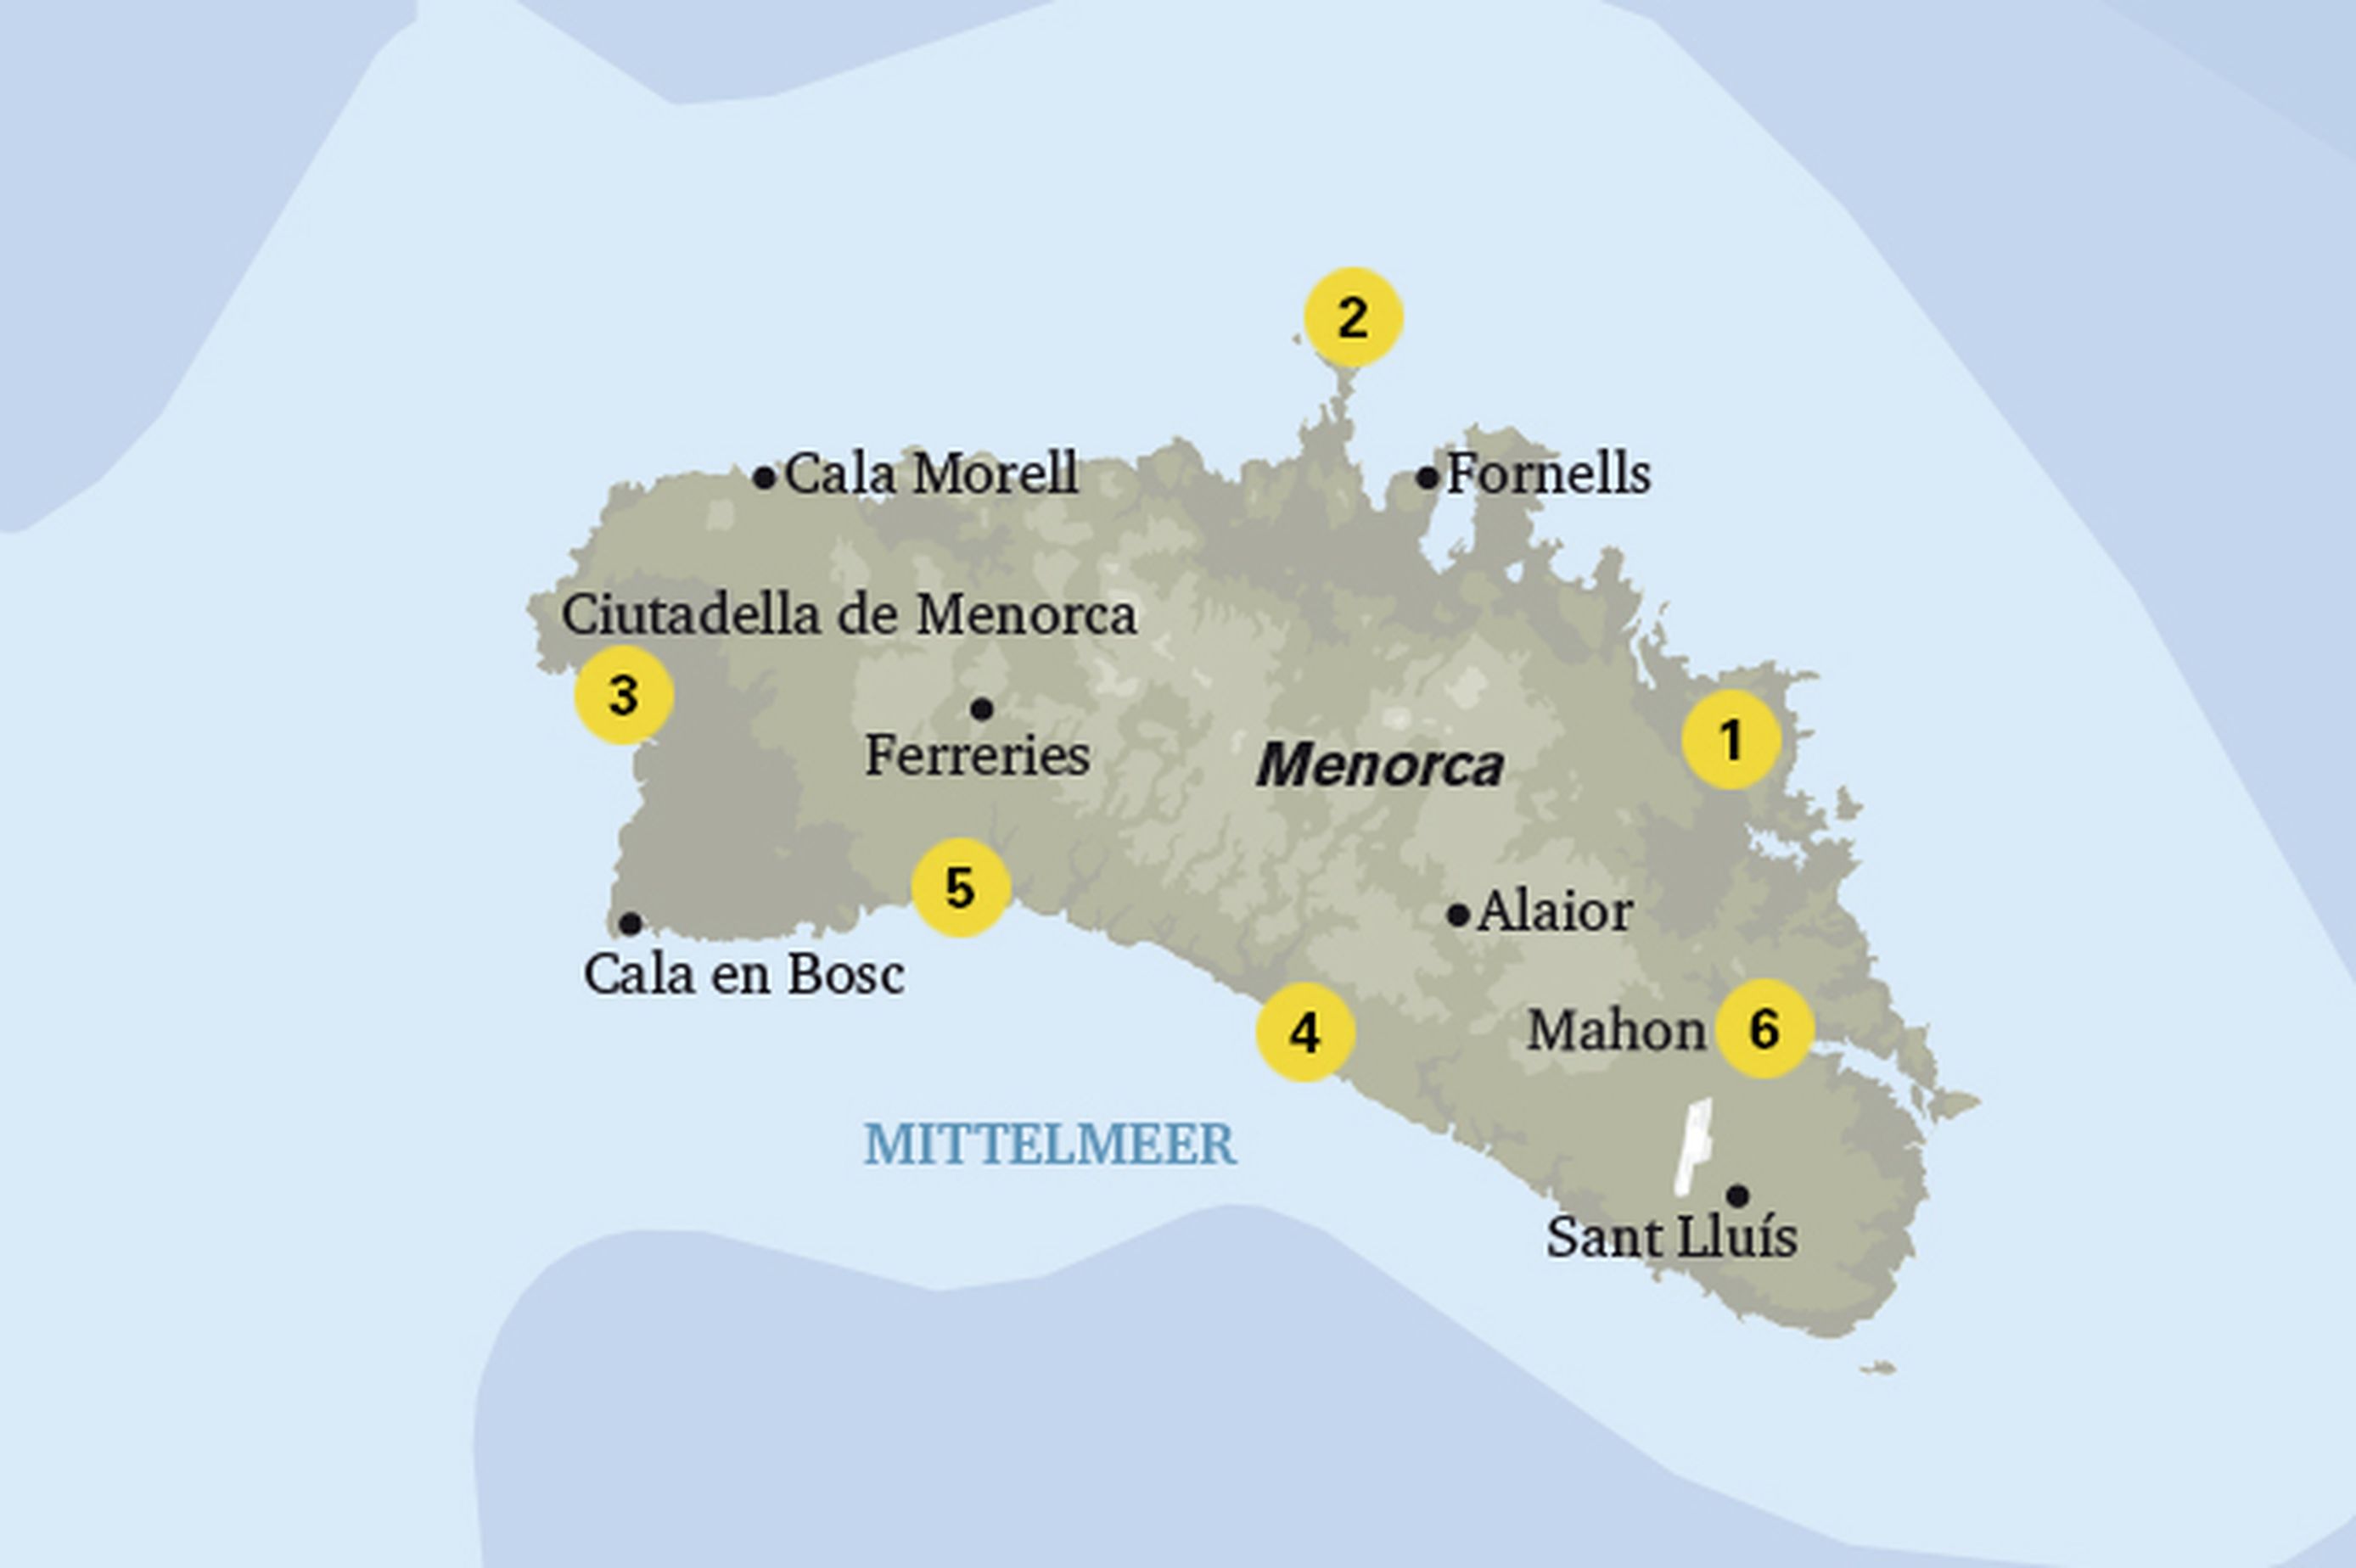 2
Cala Morell
Fornells
Ciutadella de Menorca
3
Ferreries
Menorca
1
5
Alaior
Cala en Bosc
4
Mahon 6
MITTELMEER
Sant Lluís